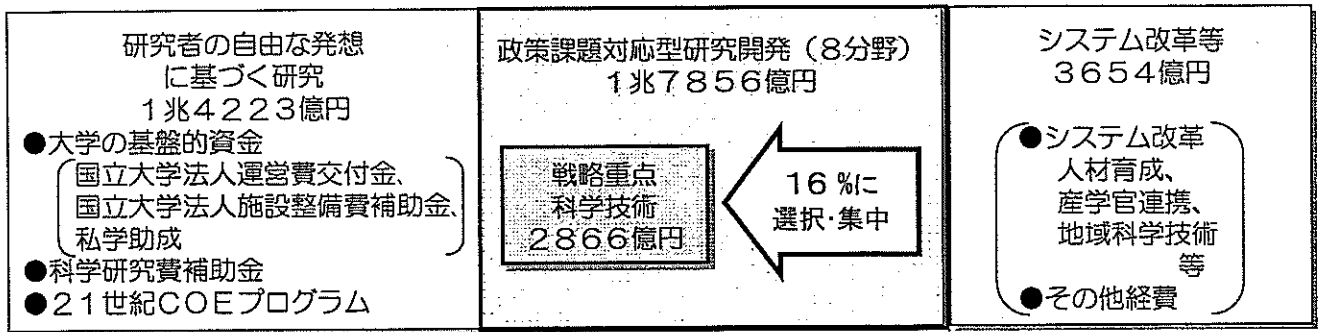 研究者の自由な発想
に基づく研究
1兆4223億円
●大学の基盤的資金
国立大学法人運営費交付金、
国立大学法人施設整備費補助金、
私学助成
●科学研究費補助金
●21世紀COEプログラム
政策課題対応型研究開発（8分野）
1兆7856億円
戦略重点
科学技術
2866億円
16%に
選択・集中
システム改革等
3654億円
●システム改革
人材育成、
産学官連携、
地域科学技術
等
●その他経費